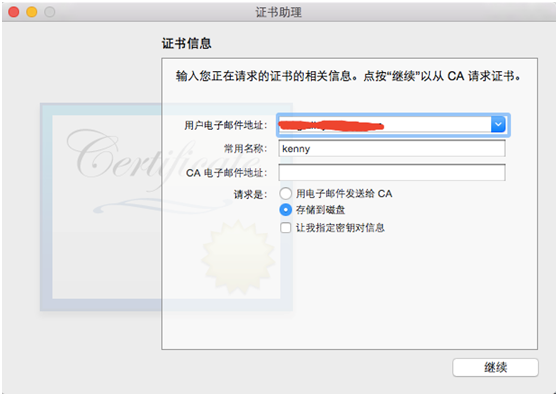 证书助理
证书信息
输入您正在请求的证书的相关信息。点按“继续”以从 CA 请求证书。
Certificate
用户电子邮件地址：
常用名称： kenny
CA 电子邮件地址：
请求是： 用电子邮件发送给 CA
存储到磁盘
让我指定密钥对信息
继续